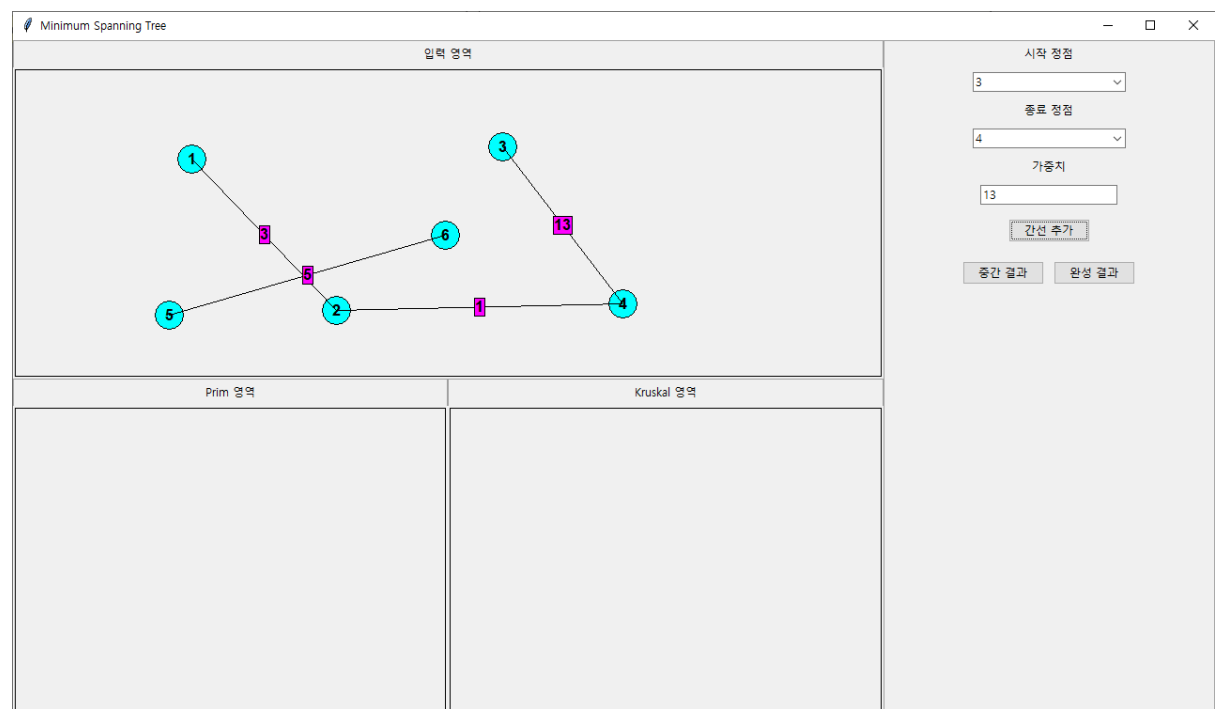 Minimum Spanning Tree
입력 영역
시작 정점
3
종료 정점
4
가중치
13
간선 추가
중간 결과 완성 결과
1
3
3
13
6
5
5
2
1
4
Prim 영역
Kruskal 영역